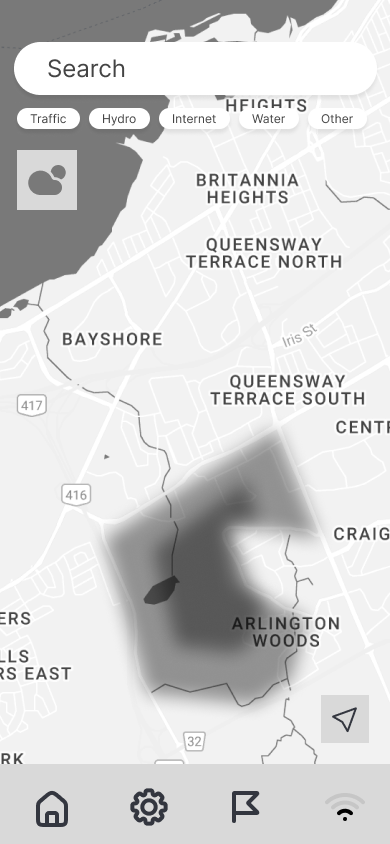 Search
HEIGHTS
Traffic
Hydro
Internet
Water
Other
BRITANNIA
HEIGHTS
QUEENSWAY
TERRACE NORTH
Iris St
BAYSHORE
QUEENSWAY
TERRACE SOUTH
417
CENT
416
CRAIG
ERS
ARLINGTON
WOODS
LLS
RS EAST
32
RK